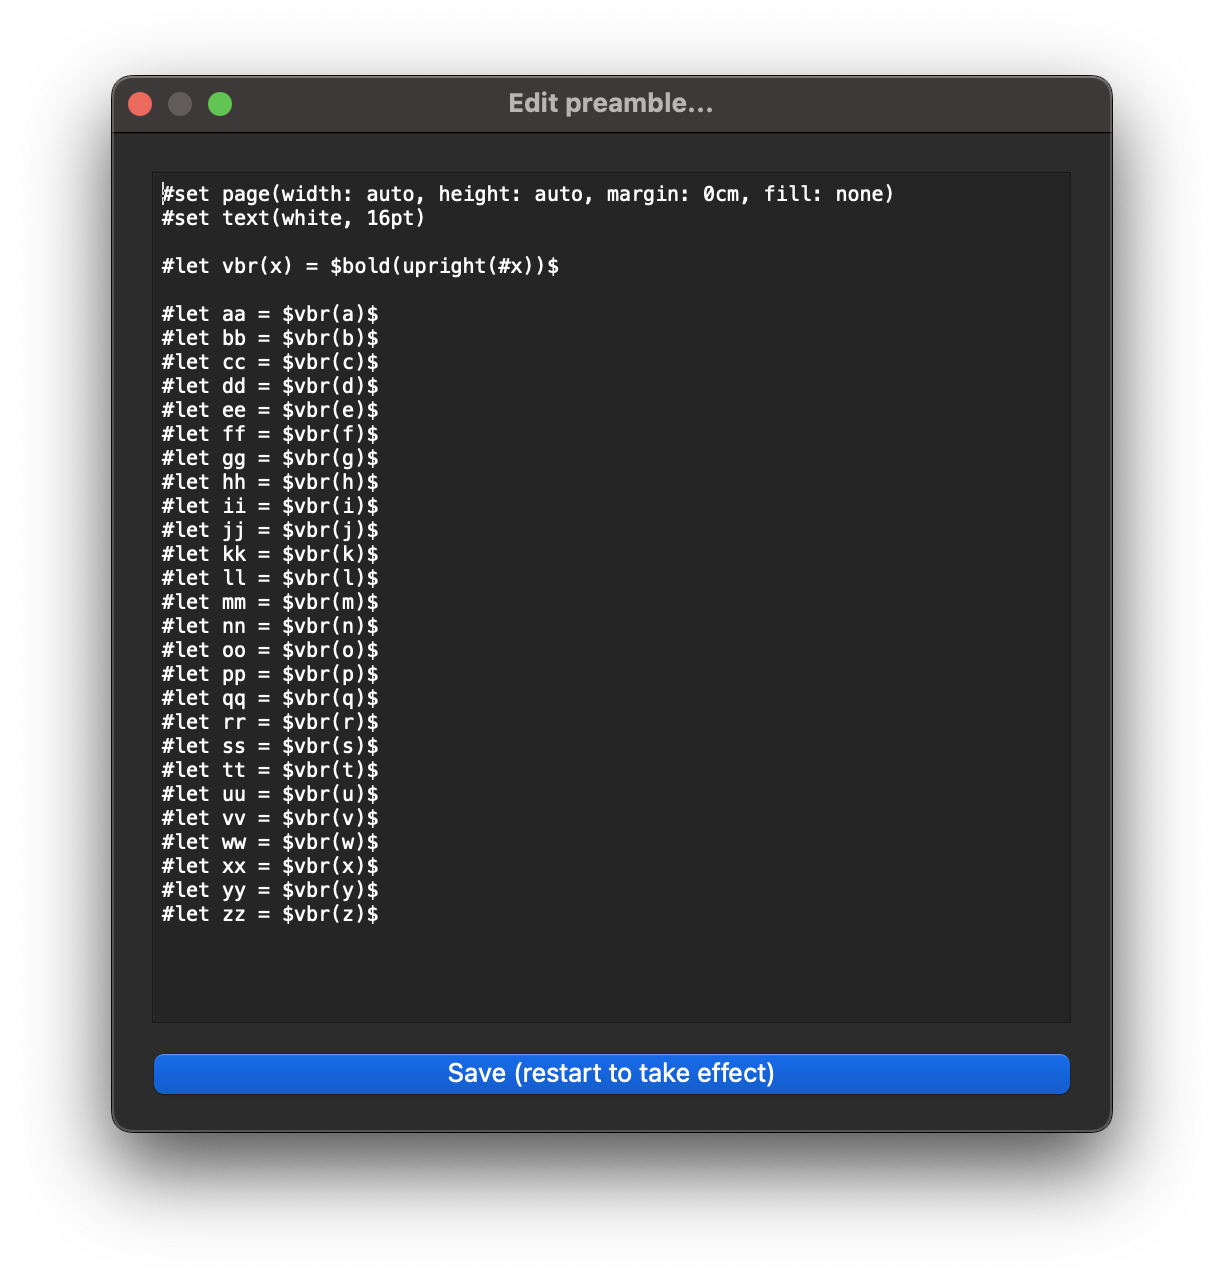 Edit preamble...
#set page(width: auto, height: auto, margin: 0cm, fill: none)
#set text(white, 16pt)
#let vbr(x) = $bold(upright(#x))$
#let aa = $vbr(a)$
#let bb = $vbr(b)$
#let cc = $vbr(c)$
#let dd = $vbr(d)$
#let ee = $vbr(e)$
#let ff = $vbr(f)$
#let gg = $vbr(g)$
#let hh = $vbr(h)$
#let ii = $vbr(i)$
#let jj = $vbr(j)$
#let kk = $vbr(k)$
#let ll = $vbr(l)$
#let mm = $vbr(m)$
#let nn = $vbr(n)$
#let oo = $vbr(o)$
#let pp = $vbr(p)$
#let qq = $vbr(q)$
#let rr = $vbr(r)$
#let ss = $vbr(s)$
#let tt = $vbr(t)$
#let uu = $vbr(u)$
#let vv = $vbr(v)$
#let ww = $vbr(w)$
#let xx = $vbr(x)$
#let yy = $vbr(y)$
#let zz = $vbr(z)$
Save (restart to take effect)